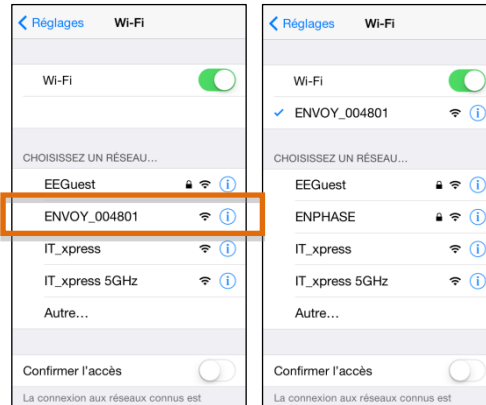 Réglages Wi-Fi
Wi-Fi
CHOISISSEZ UN RÉSEAU...
EEGuest
ENVOY_004801
IT_xpress
IT_xpress 5GHz
Autre...
Confirmer l'accès
La connexion aux réseaux connus est
Réglages Wi-Fi
Wi-Fi
ENVOY_004801
CHOISISSEZ UN RÉSEAU...
EEGuest
ENPHASE
IT_xpress
IT_xpress 5GHz
Autre...
Confirmer l'accès
La connexion aux réseaux connus est